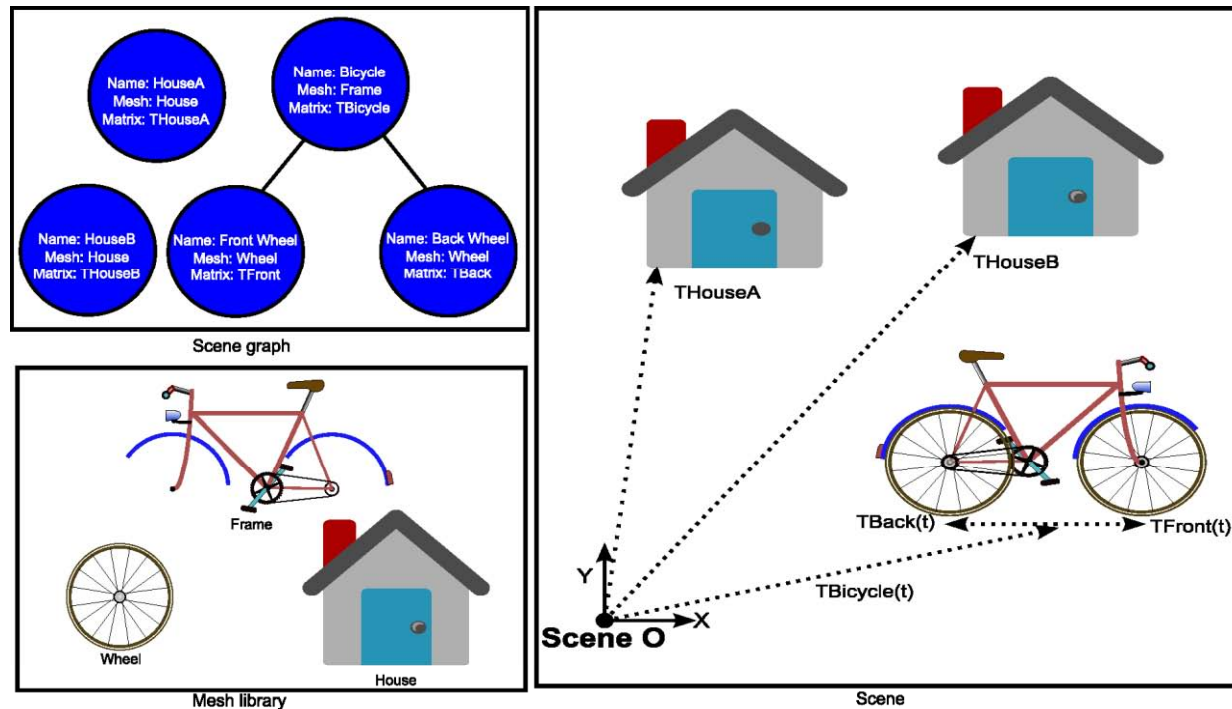 Name: HouseA
Mesh: House
Matrix: THouseA
Name: Bicycle
Mesh: Frame
Matrix: TBicycle
Name: HouseB
Mesh: House
Matrix: THouseB
Name: Front Wheel
Mesh: Wheel
Matrix: TFront
Name: Back Wheel
Mesh: Wheel
Matrix: TBack
Scene graph
Frame
Wheel
House
Mesh library
THouseA
THouseB
TBack(t)
TFront(t)
TBicycle(t)
Y
X
Scene O
Scene